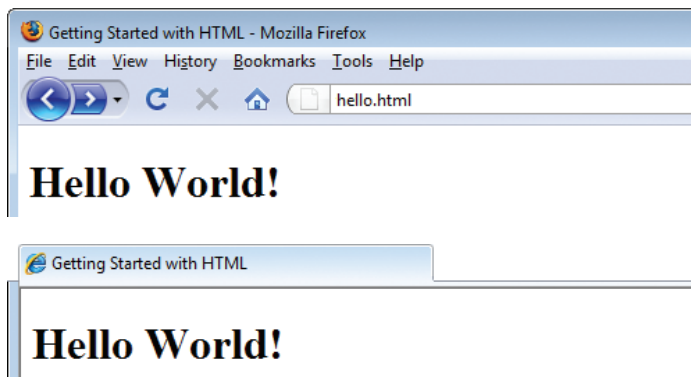 Getting Started with HTML - Mozilla Firefox
File Edit View History Bookmarks Tools Help
hello.html
Hello World!
Getting Started with HTML
Hello World!